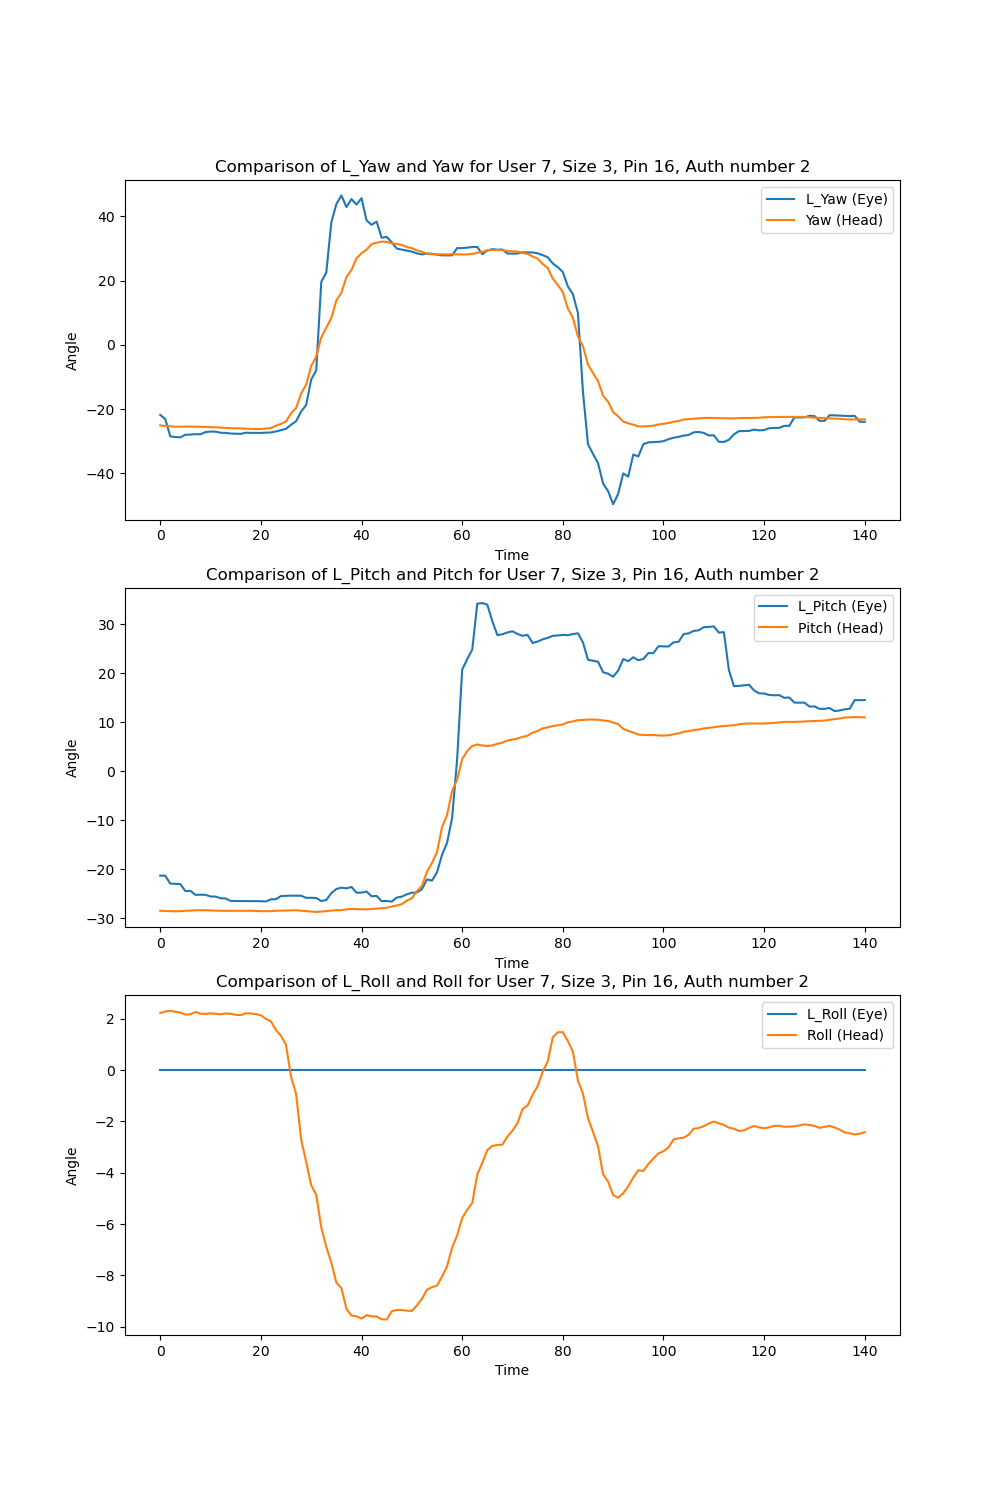 Comparison of L_Yaw and Yaw for User 7, Size 3, Pin 16, Auth number 2
L_Yaw (Eye)
Yaw (Head)
40
20
0
−20
−40
Angle
0 20 40 60 80 100 120 140
Time
Comparison of L_Pitch and Pitch for User 7, Size 3, Pin 16, Auth number 2
L_Pitch (Eye)
Pitch (Head)
30
20
10
0
−10
−20
−30
Angle
0 20 40 60 80 100 120 140
Time
Comparison of L_Roll and Roll for User 7, Size 3, Pin 16, Auth number 2
L_Roll (Eye)
Roll (Head)
2
0
−2
−4
−6
−8
−10
Angle
0 20 40 60 80 100 120 140
Time